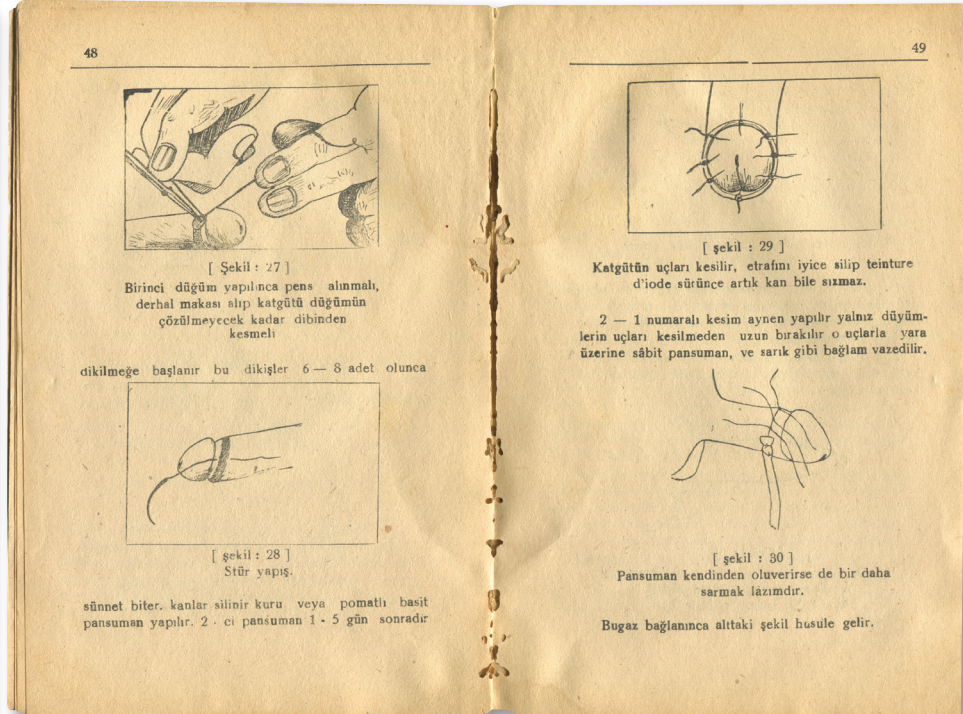 48
[ Şekil : 27 ]
Birinci düğüm yapılınca pens alınmalı,
derhal makası alıp katgütü düğümün
çözülmeyecek kadar dibinden
kesmeli
dikilmeğe başlanır bu dikişler 6 — 8 adet olunca
[ şekil : 28 ]
Stür yapış.
sünnet biter. kanlar silinir kuru veya pomatlı basit
pansuman yapılır. 2 - ci pansuman 1 - 5 gün sonradır
49
[ şekil : 29 ]
Katgütün uçları kesilir, etrafını iyice silip teinture
d'iode sürünçe artık kan bile sızmaz.
2 — 1 numaralı kesim aynen yapılır yalnız düyüm-
lerin uçları kesilmeden uzun bırakılır o uçlarla yara
üzerine sâbit pansuman, ve sarık gibi bağlam vazedilir.
[ şekil : 30 ]
Pansuman kendinden oluverirse de bir daha
sarmak lâzımdır.
Bugaz bağlanınca alttaki şekil husule gelir.